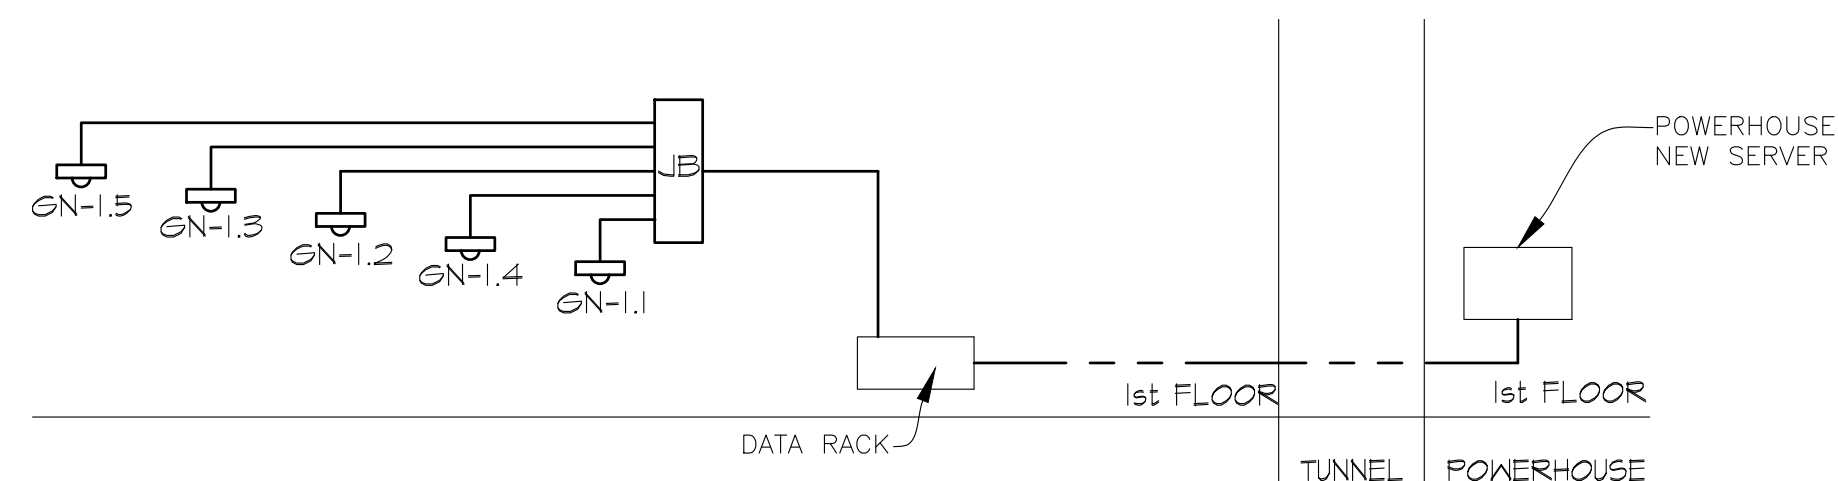 POWERHOUSE
NEW SERVER
JB
GN-1.5
GN-1.3
GN-1.2
GN-1.4
GN-1.1
1st FLOOR
1st FLOOR
DATA RACK
TUNNEL
POWERHOUSE